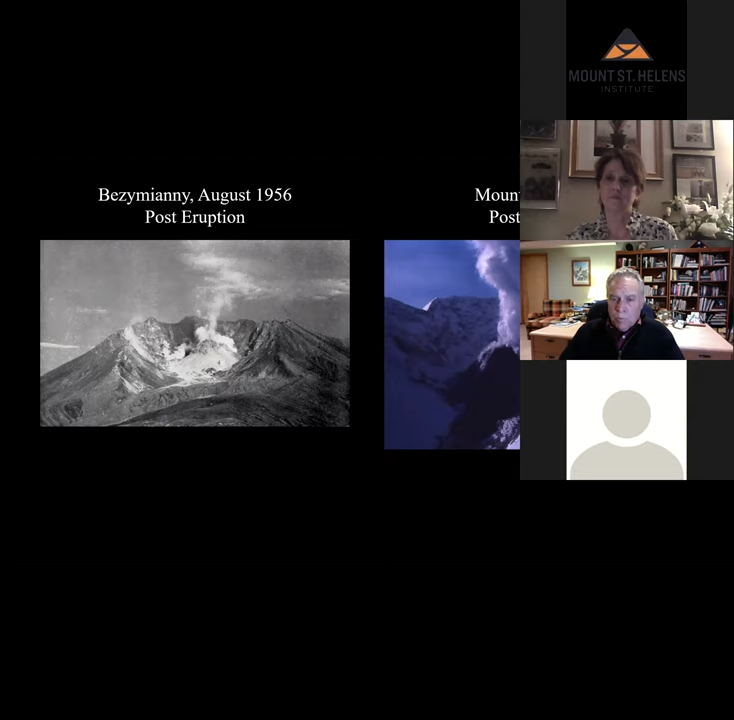 MOUNT ST. HELENS
INSTITUTE
Bezymianny, August 1956
Post Eruption
Moun
Post